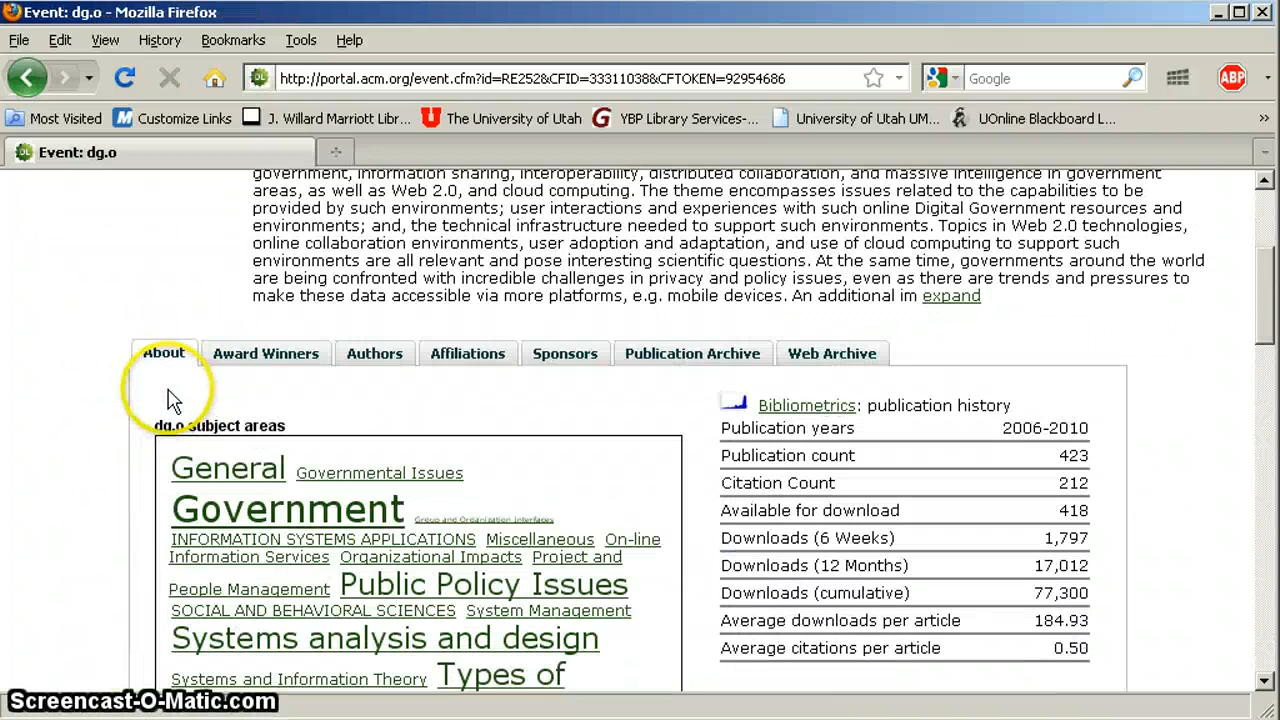 Event: dg.o - Mozilla Firefox
File Edit View History Bookmarks Tools Help
http://portal.acm.org/event.cfm?id=RE252&CFID=33311038&CFTOKEN=92954686 Google ABP
Most Visited Customize Links J. Willard Marriott Libr... The University of Utah YBP Library Services-... University of Utah UM... UOnline Blackboard L...
Event: dg.o
government, information sharing, interoperability, distributed collaboration, and massive intelligence in government
areas, as well as Web 2.0, and cloud computing. The theme encompasses issues related to the capabilities to be
provided by such environments; user interactions and experiences with such online Digital Government resources and
environments; and, the technical infrastructure needed to support such environments. Topics in Web 2.0 technologies,
online collaboration environments, user adoption and adaptation, and use of cloud computing to support such
environments are all relevant and pose interesting scientific questions. At the same time, governments around the world
are being confronted with incredible challenges in privacy and policy issues, even as there are trends and pressures to
make these data accessible via more platforms, e.g. mobile devices. An additional im expand
About Award Winners Authors Affiliations Sponsors Publication Archive Web Archive
dg.o subject areas
General Governmental Issues
Government Group and Organization Interfaces
INFORMATION SYSTEMS APPLICATIONS Miscellaneous On-line
Information Services Organizational Impacts Project and
People Management Public Policy Issues
SOCIAL AND BEHAVIORAL SCIENCES System Management
Systems analysis and design
Systems and Information Theory Types of
Bibliometrics: publication history
Publication years 2006-2010
Publication count 423
Citation Count 212
Available for download 418
Downloads (6 Weeks) 1,797
Downloads (12 Months) 17,012
Downloads (cumulative) 77,300
Average downloads per article 184.93
Average citations per article 0.50
Screencast-O-Matic.com